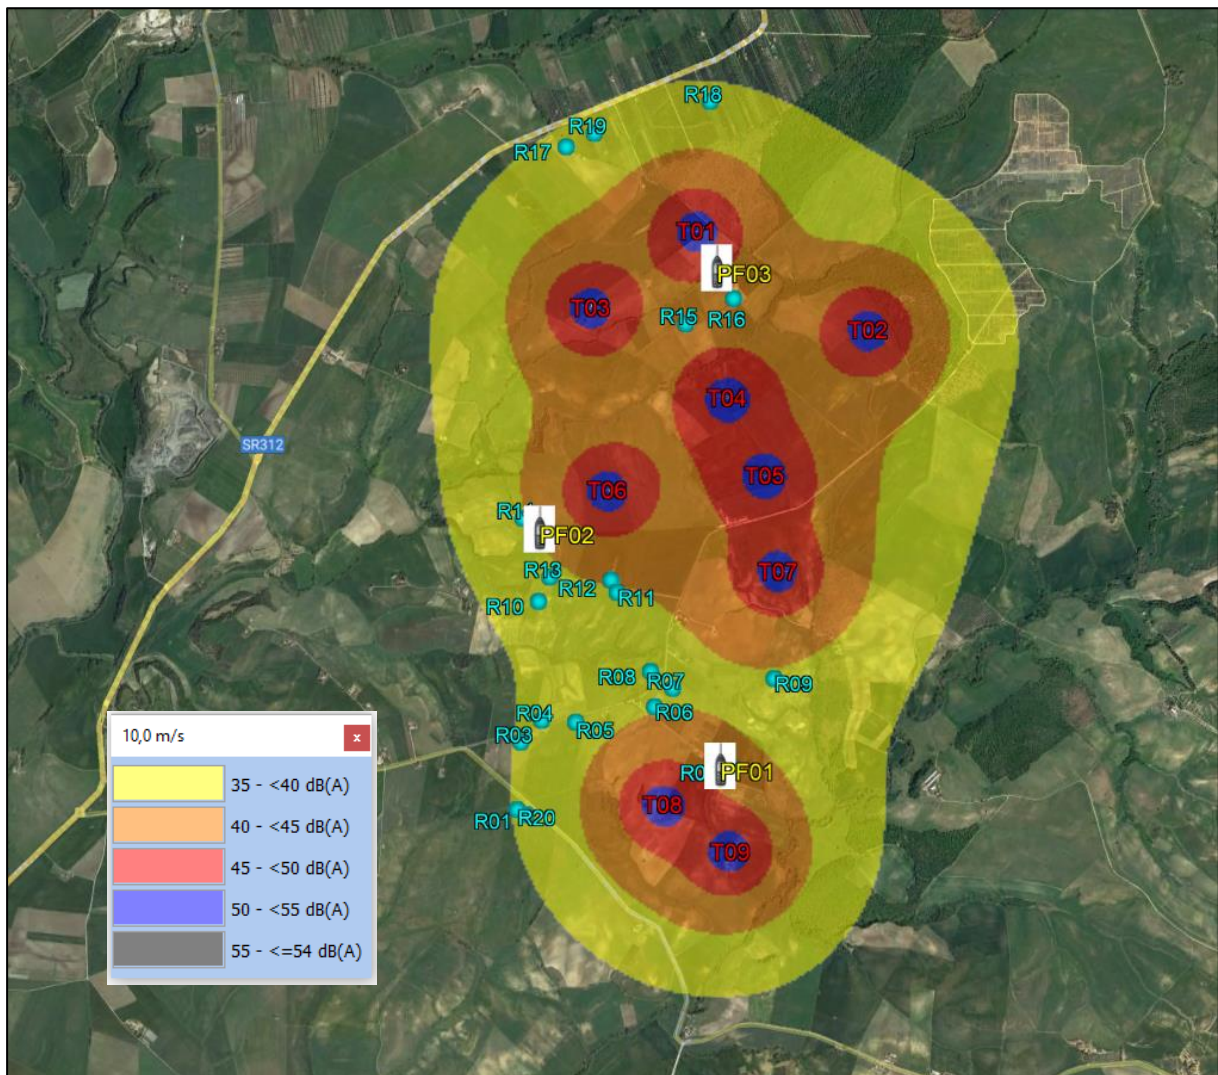 R18
R19
R17
T01
PF03
T03
R15
R16
T02
T04
SR312
T05
T06
PF02
R13
R12
T07
R10
R11
R08
R07
R09
R06
R04
R05
R03
10,0 m/s
x
PF01
35 - <40 dB(A)
T08
40 - <45 dB(A)
R01
R20
T09
45 - <50 dB(A)
50 - <55 dB(A)
55 - <=54 dB(A)